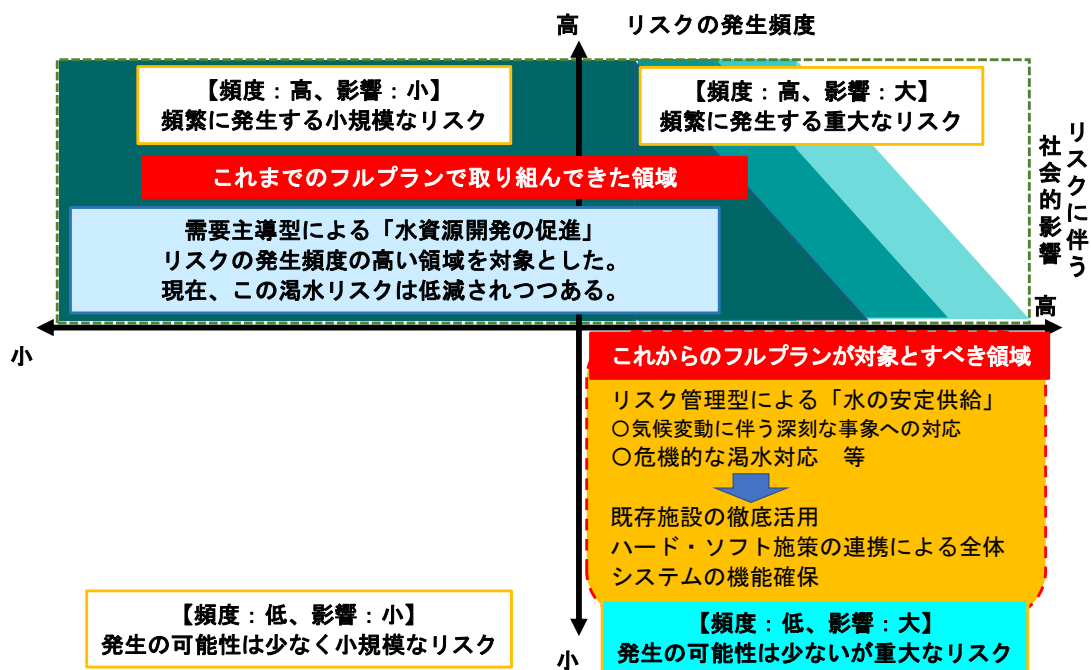 高 リスクの発生頻度
【頻度：高、影響：小】
頻繁に発生する小規模なリスク
【頻度：高、影響：大】
頻繁に発生する重大なリスク
リスクに伴う
社会的影響
これまでのフルプランで取り組んできた領域
需要主導型による「水資源開発の促進」
リスクの発生頻度の高い領域を対象とした。
現在、この渇水リスクは低減されつつある。
高
小
これからのフルプランが対象とすべき領域
リスク管理型による「水の安定供給」
○気候変動に伴う深刻な事象への対応
○危機的な渇水対応　等
既存施設の徹底活用
ハード・ソフト施策の連携による全体
システムの機能確保
【頻度：低、影響：小】
発生の可能性は少なく小規模なリスク
【頻度：低、影響：大】
発生の可能性は少ないが重大なリスク
小